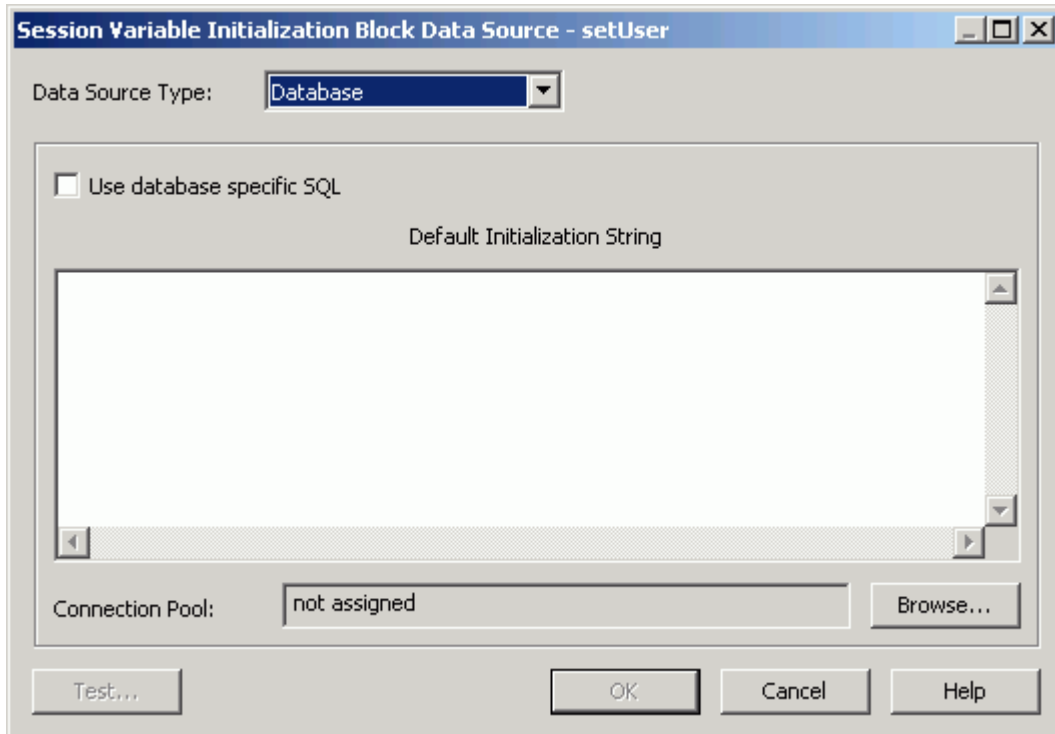 Session Variable Initialization Block Data Source - setUser
Data Source Type: Database
Use database specific SQL
Default Initialization String
Connection Pool: not assigned Browse...
Test... OK Cancel Help